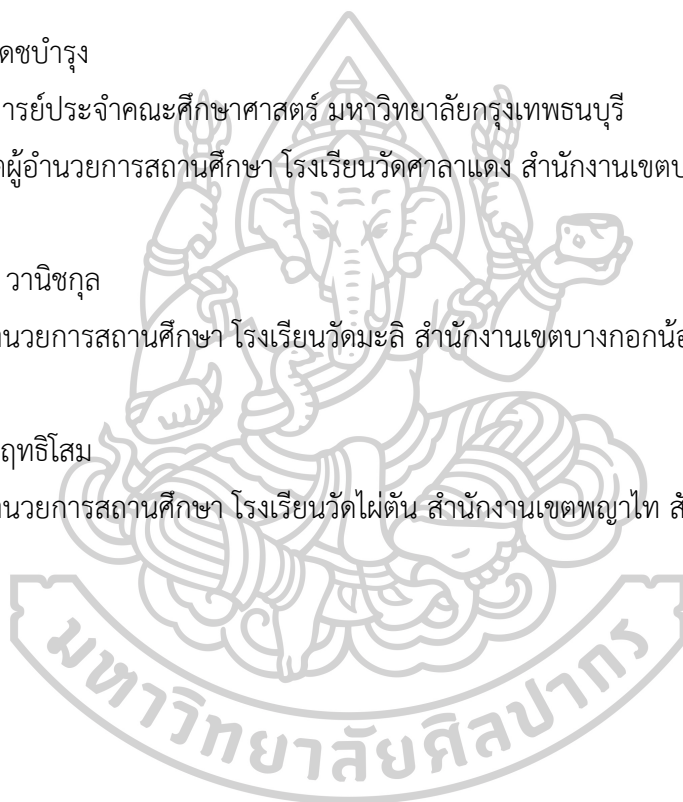 ดชบำรุง
ารย์ประจำคณะศึกษาศาสตร์ มหาวิทยาลัยกรุงเทพธนบุรี
ผู้อำนวยการสถานศึกษา โรงเรียนวัดศาลาแดง สำนักงานเขตบ
วานิชกุล
นวยการสถานศึกษา โรงเรียนวัดมะลิ สำนักงานเขตบางกอกน้อ
ฤทธิโสม
นวยการสถานศึกษา โรงเรียนวัดไผ่ตัน สำนักงานเขตพญาไท สั
มหาวิทยาลัยศิลปากร